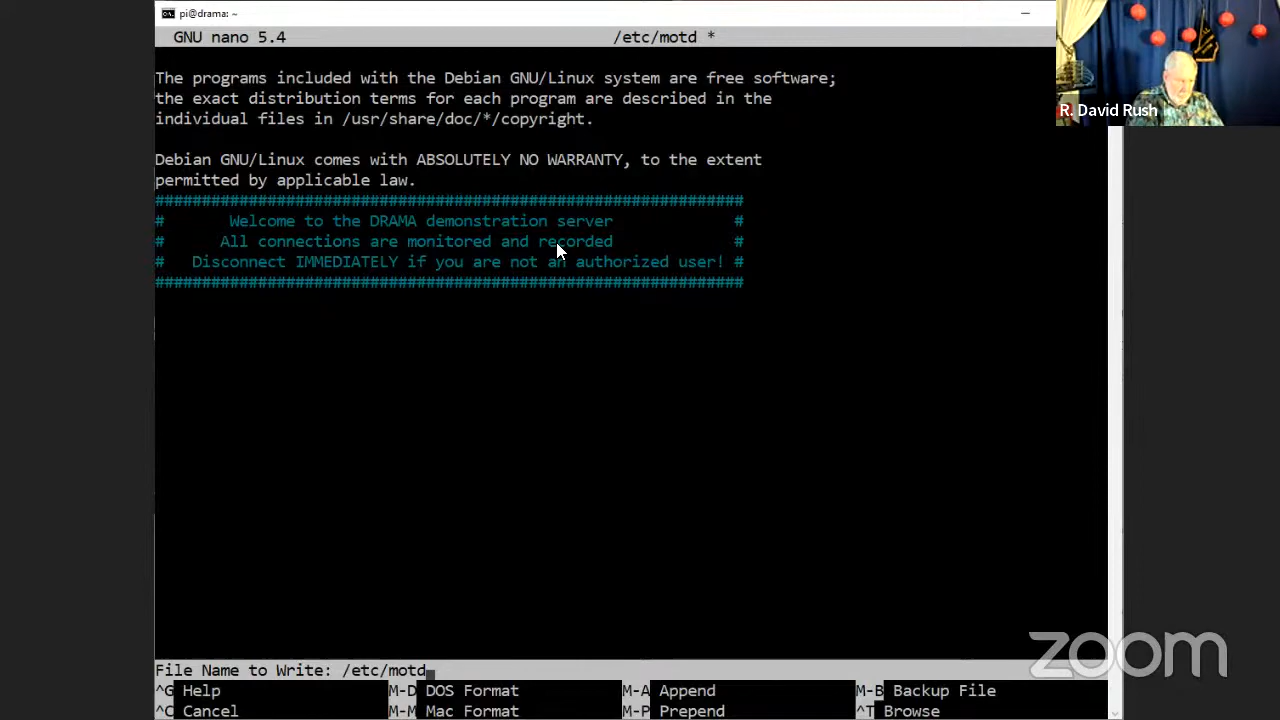 pi@drama: ~
GNU nano 5.4 /etc/motd *
R. David Rush
The programs included with the Debian GNU/Linux system are free software;
the exact distribution terms for each program are described in the
individual files in /usr/share/doc/*/copyright.
Debian GNU/Linux comes with ABSOLUTELY NO WARRANTY, to the extent
permitted by applicable law.
###############################################################
# Welcome to the DRAMA demonstration server #
# All connections are monitored and recorded #
# Disconnect IMMEDIATELY if you are not an authorized user! #
###############################################################
File Name to Write: /etc/motd
^G Help M-D DOS Format M-A Append M-B Backup File
^C Cancel M-M Mac Format M-P Prepend ^T Browse
zoom